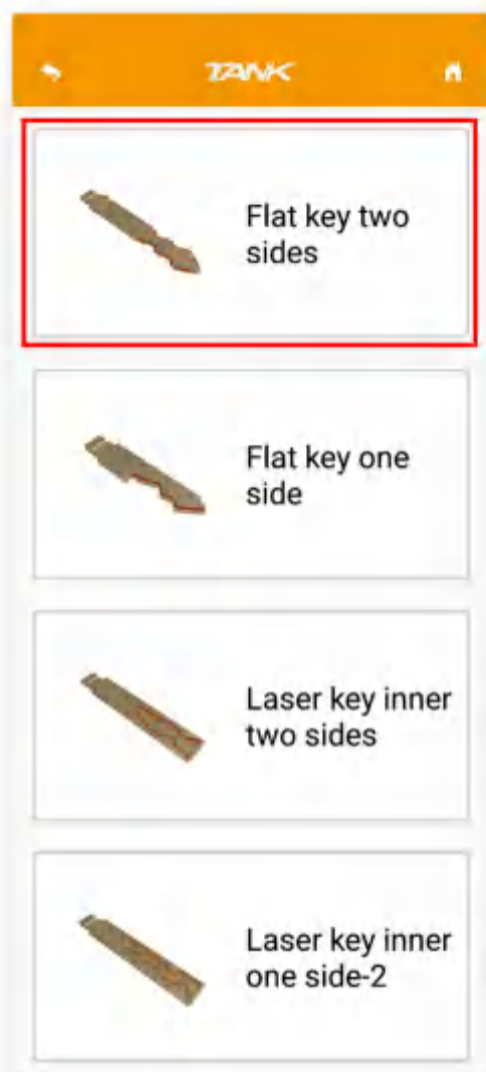 TANK
Flat key two
sides
Flat key one
side
Laser key inner
two sides
Laser key inner
one side-2